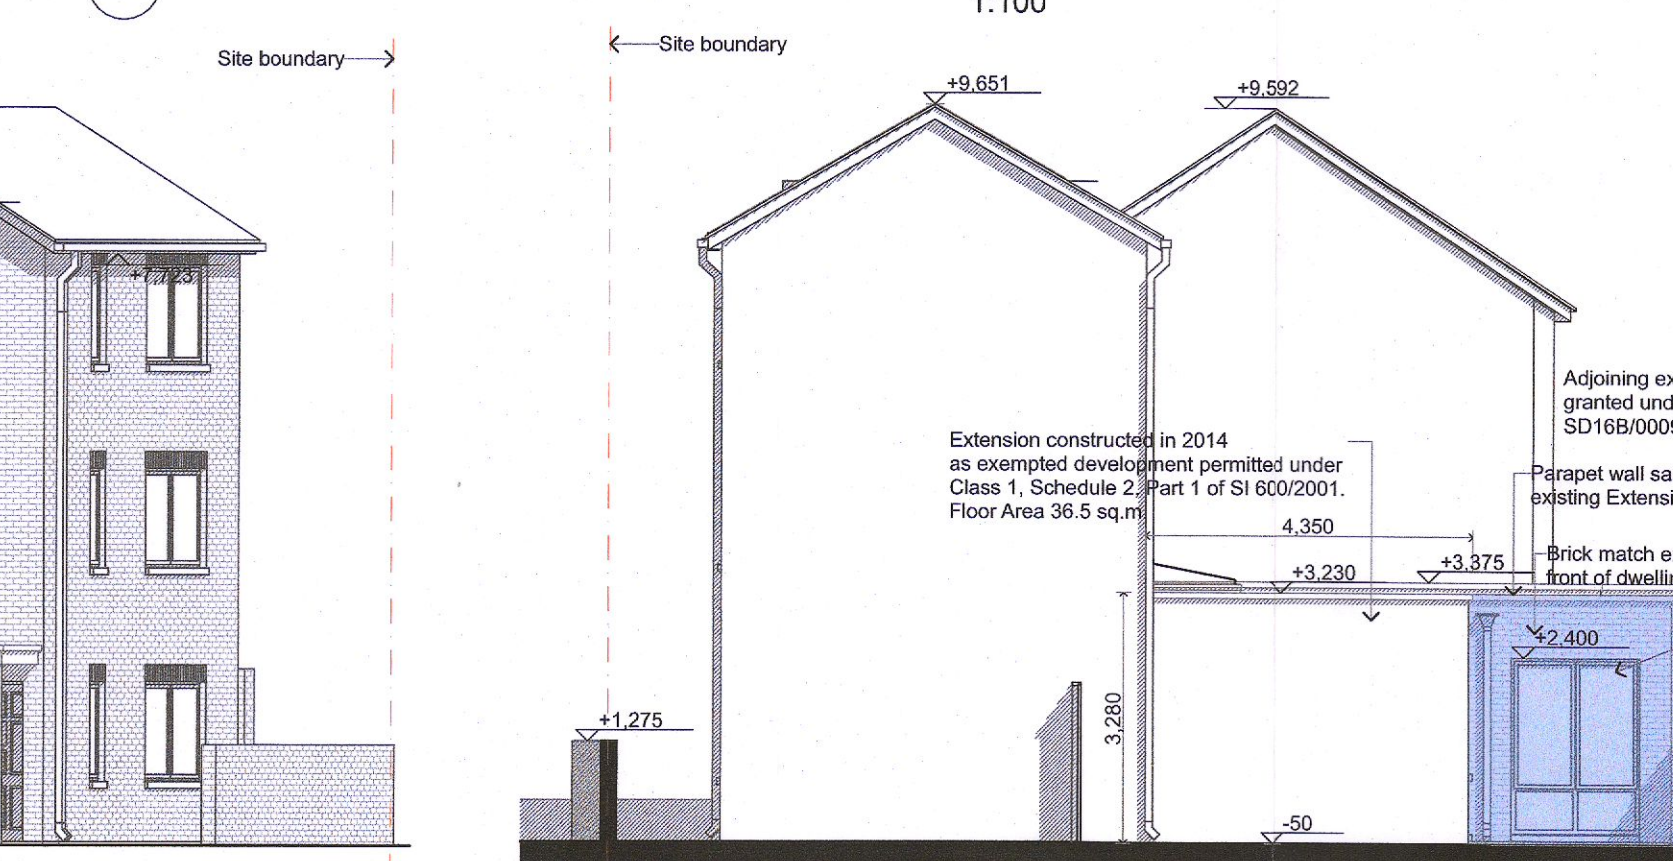 1:100
Site boundary
Site boundary
+9,651
+9,592
+7,723
Adjoining ex
granted und
SD16B/0009
Extension constructed in 2014
as exempted development permitted under
Class 1, Schedule 2, Part 1 of SI 600/2001.
Floor Area 36.5 sq.m
Parapet wall sa
existing Extensi
4,350
Brick match e
front of dwellin
+3,375
+3,230
+2,400
3,280
+1,275
-50